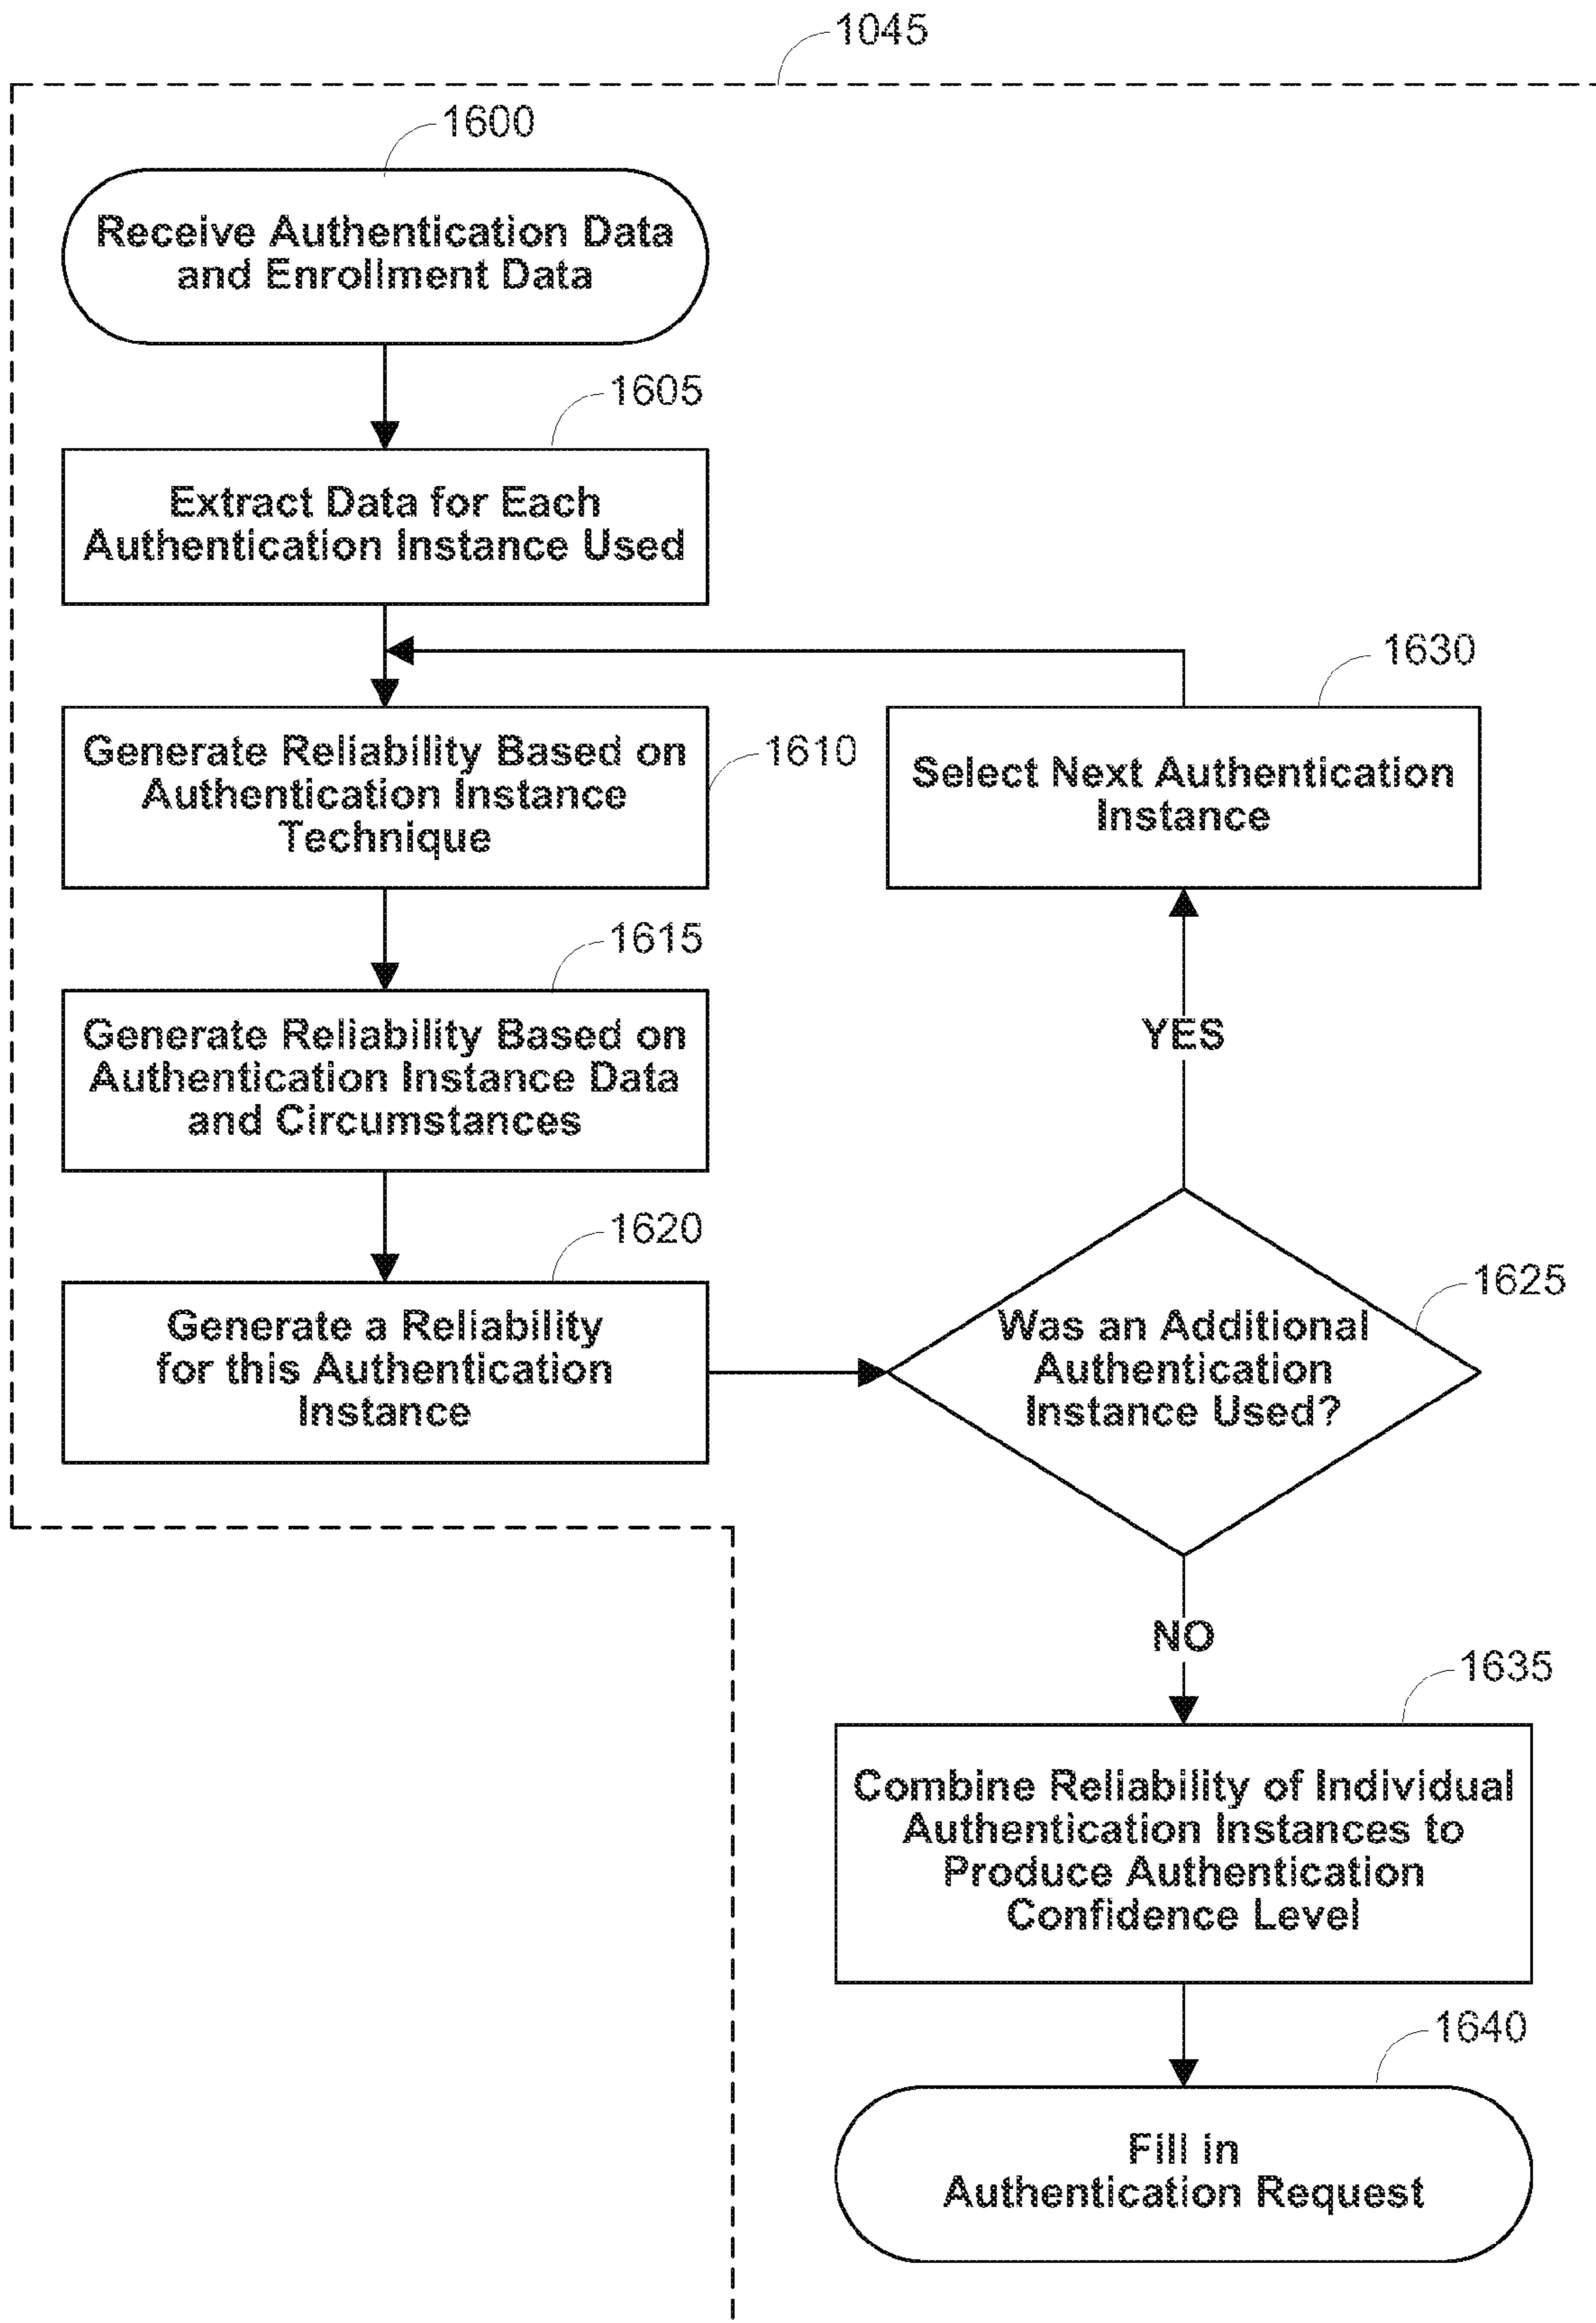 1045
1600
Receive Authentication Data
and Enrollment Data
1605
Extract Data for Each
Authentication Instance Used
1630
Generate Reliability Based on
Authentication Instance
Technique
1610
Select Next Authentication
Instance
1615
Generate Reliability Based on
Authentication Instance Data
and Circumstances
YES
1620
Generate a Reliability
for this Authentication
Instance
1625
Was an Additional
Authentication
Instance Used?
NO
1635
Combine Reliability of Individual
Authentication Instances to
Produce Authentication
Confidence Level
1640
Fill in
Authentication Request